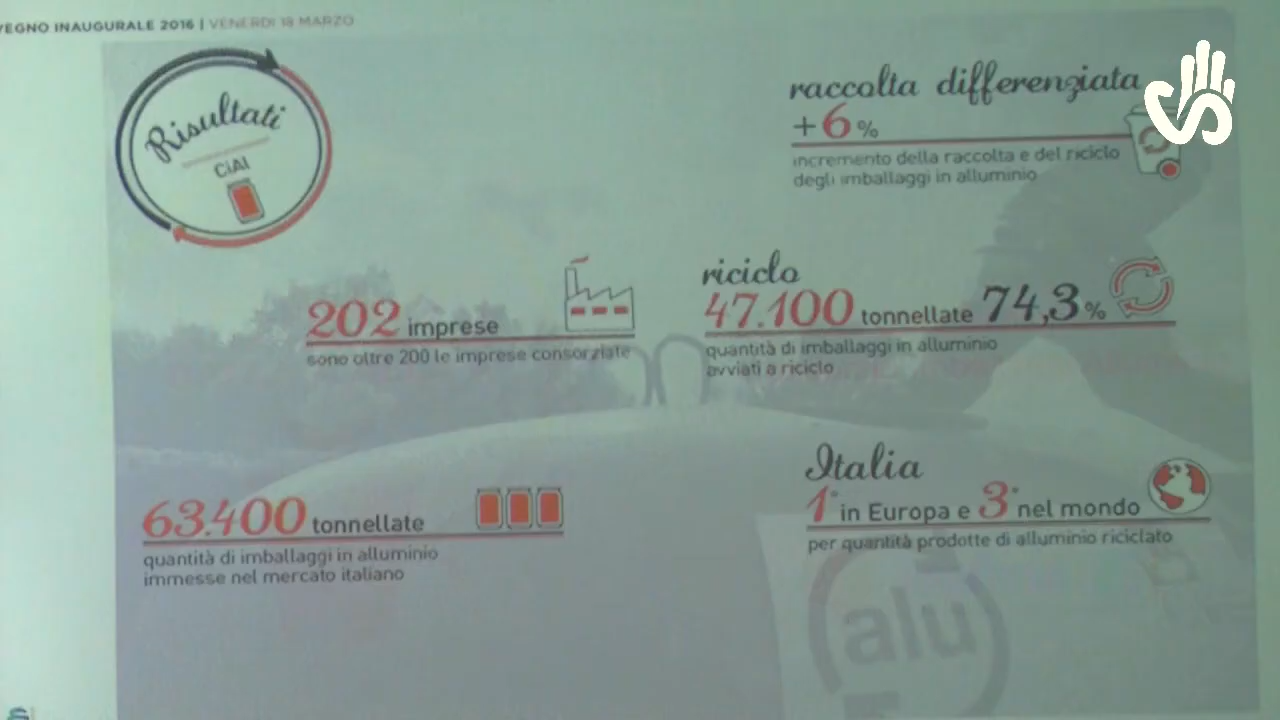 VEGNO INAUGURALE 2016 | VENERDI 18 MARZO
Risultati
CiAl
raccolta differenziata
+6%
incremento della raccolta e del riciclo
degli imballaggi in alluminio
202 imprese
sono oltre 200 le imprese consorziate
riciclo
47.100 tonnellate 74,3%
quantità di imballaggi in alluminio
avviati a riciclo
63.400 tonnellate
quantità di imballaggi in alluminio
immesse nel mercato italiano
Italia
1° in Europa e 3° nel mondo
per quantità prodotte di alluminio riciclato
alu